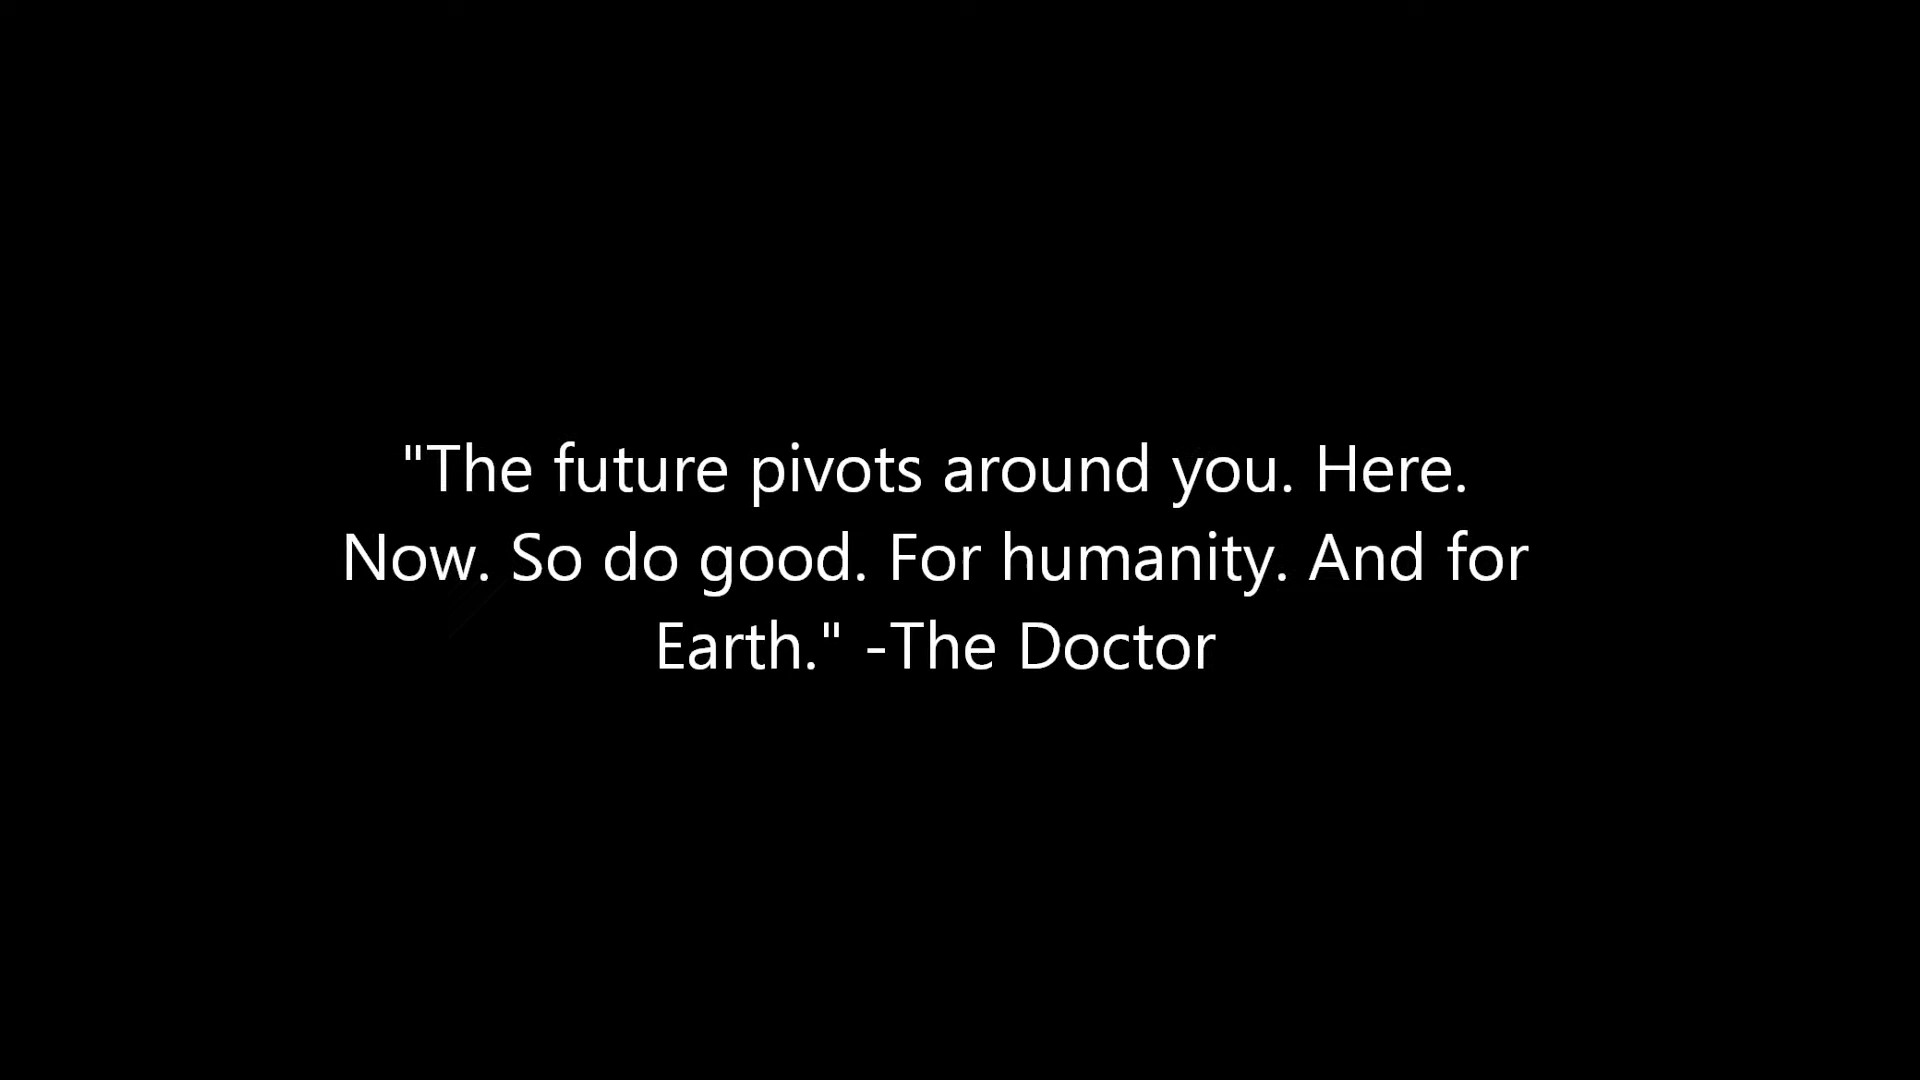 "The future pivots around you. Here.
Now. So do good. For humanity. And for
Earth." -The Doctor